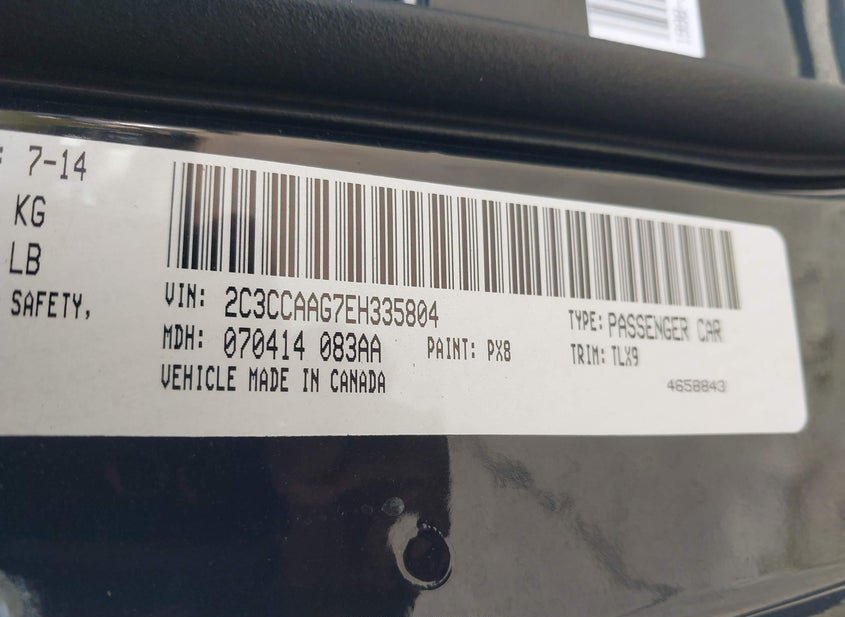 : 7-14
KG
LB
SAFETY,
VIN: 2C3CCAAG7EH335804
TYPE: PASSENGER CAR
MDH: 070414 083AA
PAINT: PX8
TRIM: TLX9
VEHICLE MADE IN CANADA
4658843